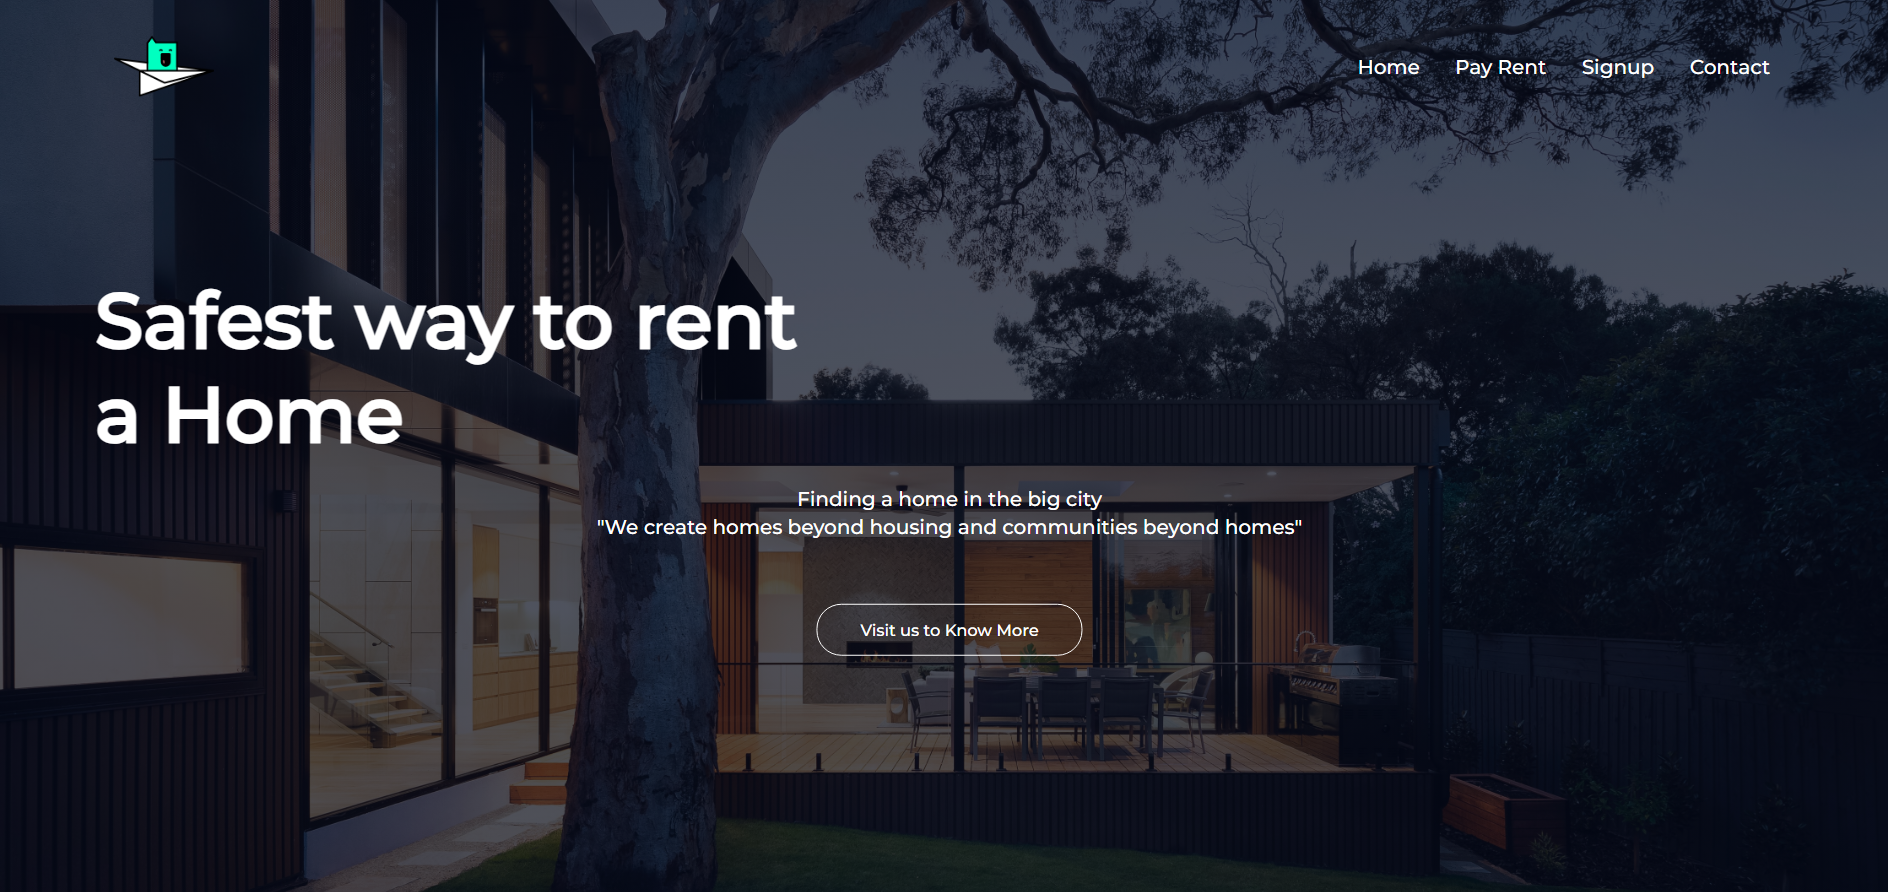 Home
Pay Rent
Signup
Contact
Safest way to rent
a Home
Finding a home in the big city
"We create homes beyond housing and communities beyond homes"
Visit us to Know More